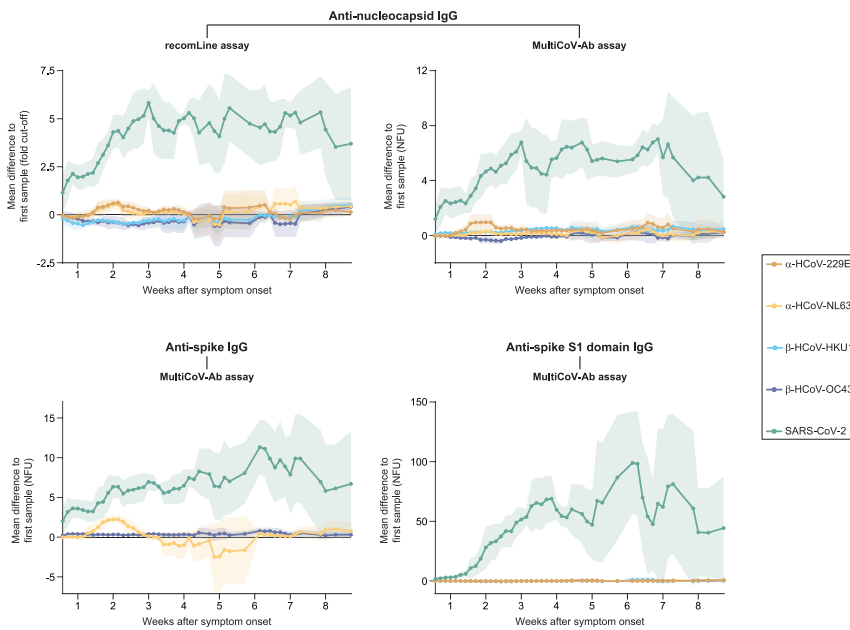 Anti-nucleocapsid IgG
recomLine assay
MultiCoV-Ab assay
Mean difference to
first sample (fold cut-off)
7.5
5
2.5
0
-2.5
1 2 3 4 5 6 7 8
Weeks after symptom onset
Mean difference to
first sample (NFU)
12
8
4
0
1 2 3 4 5 6 7 8
Weeks after symptom onset
Anti-spike IgG
MultiCoV-Ab assay
Mean difference to
first sample (NFU)
15
10
5
0
-5
1 2 3 4 5 6 7 8
Weeks after symptom onset
Anti-spike S1 domain IgG
MultiCoV-Ab assay
Mean difference to
first sample (NFU)
150
100
50
0
1 2 3 4 5 6 7 8
Weeks after symptom onset
α-HCoV-229E
α-HCoV-NL63
β-HCoV-HKU1
β-HCoV-OC43
SARS-CoV-2